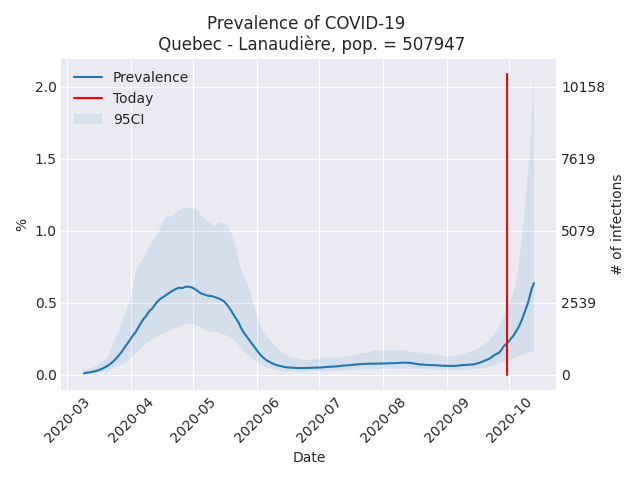 Prevalence of COVID-19
Quebec - Lanaudière, pop. = 507947
Prevalence
Today
95CI
2.0
1.5
1.0
0.5
0.0
%
10158
7619
5079
2539
0
# of infections
2020-03
2020-04
2020-05
2020-06
2020-07
2020-08
2020-09
2020-10
Date